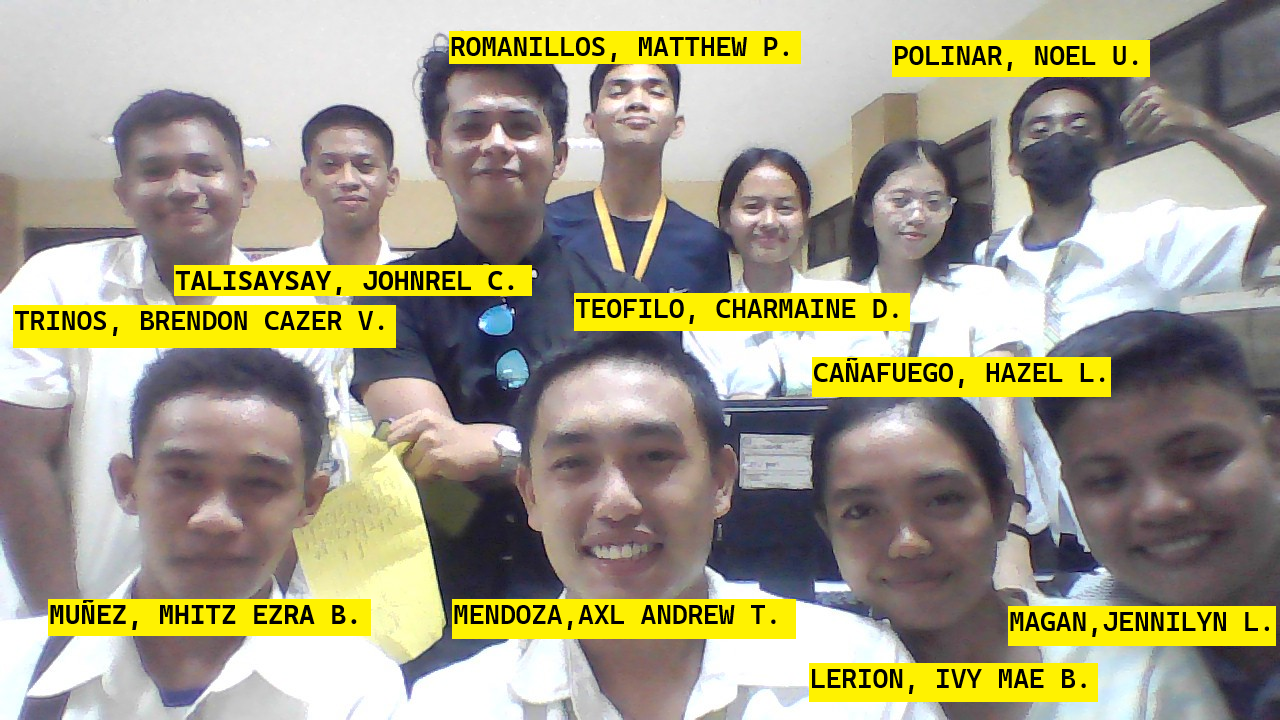 ROMANILLOS, MATTHEW P.
POLINAR, NOEL U.
TALISAYSAY, JOHNREL C.
TEOFILO, CHARMAINE D.
TRINOS, BRENDON CAZER V.
CAÑAFUEGO, HAZEL L.
MUÑEZ, MHITZ EZRA B.
MENDOZA,AXL ANDREW T.
MAGAN,JENNILYN L.
LERION, IVY MAE B.